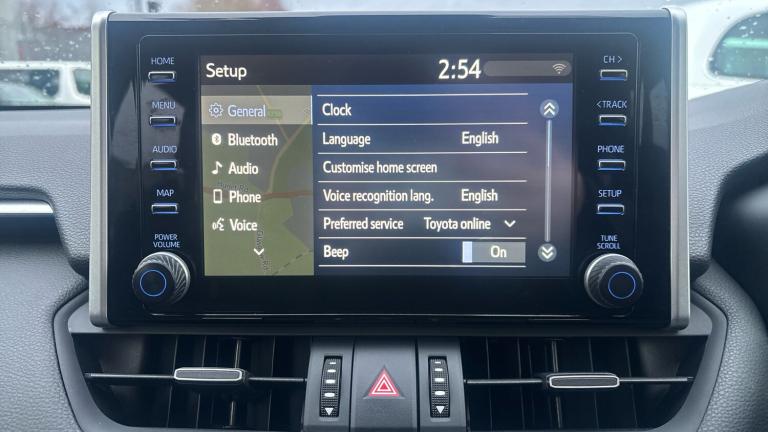 HOME
MENU
AUDIO
MAP
POWER
VOLUME
Setup
2:54
General
Bluetooth
Audio
Phone
Voice
Clock
Language English
Customise home screen
Voice recognition lang. English
Preferred service Toyota online
Beep On
CH >
< TRACK
PHONE
SETUP
TUNE
SCROLL